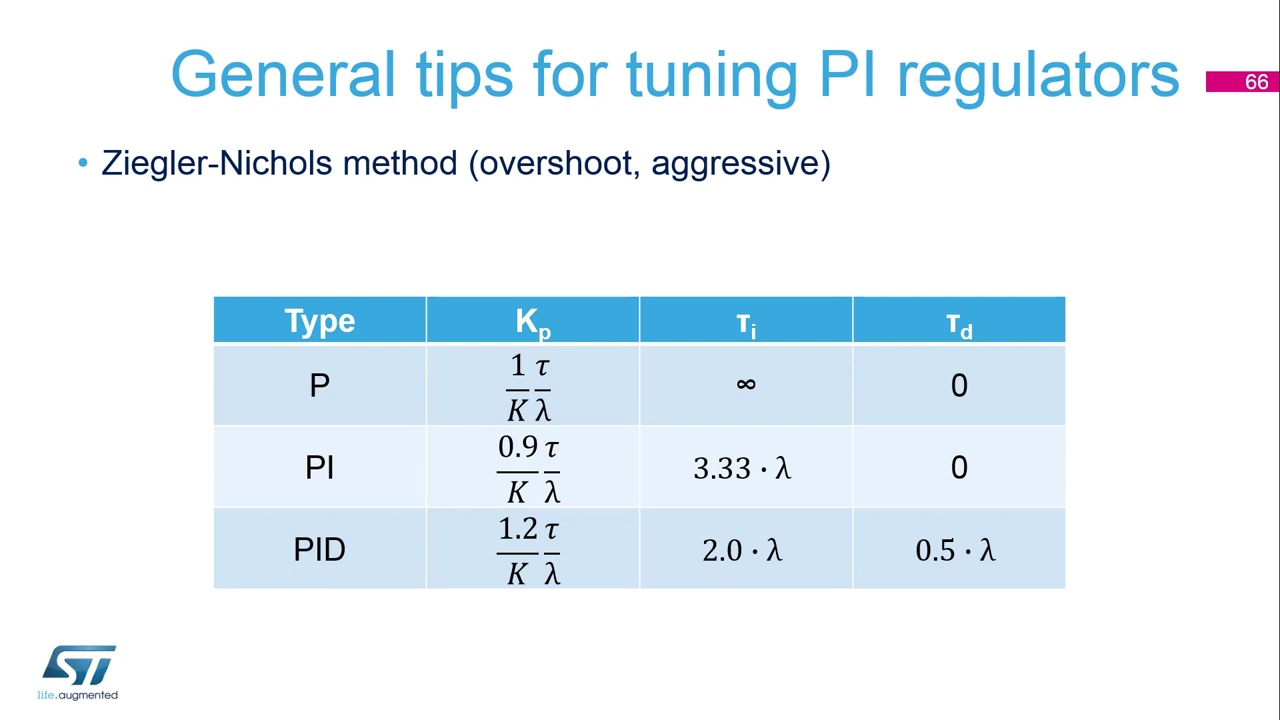 General tips for tuning PI regulators
66
• Ziegler-Nichols method (overshoot, aggressive)
Type Kp τi τd
P 1/K τ/λ ∞ 0
PI 0.9/K τ/λ 3.33 · λ 0
PID 1.2/K τ/λ 2.0 · λ 0.5 · λ
ST
life.augmented